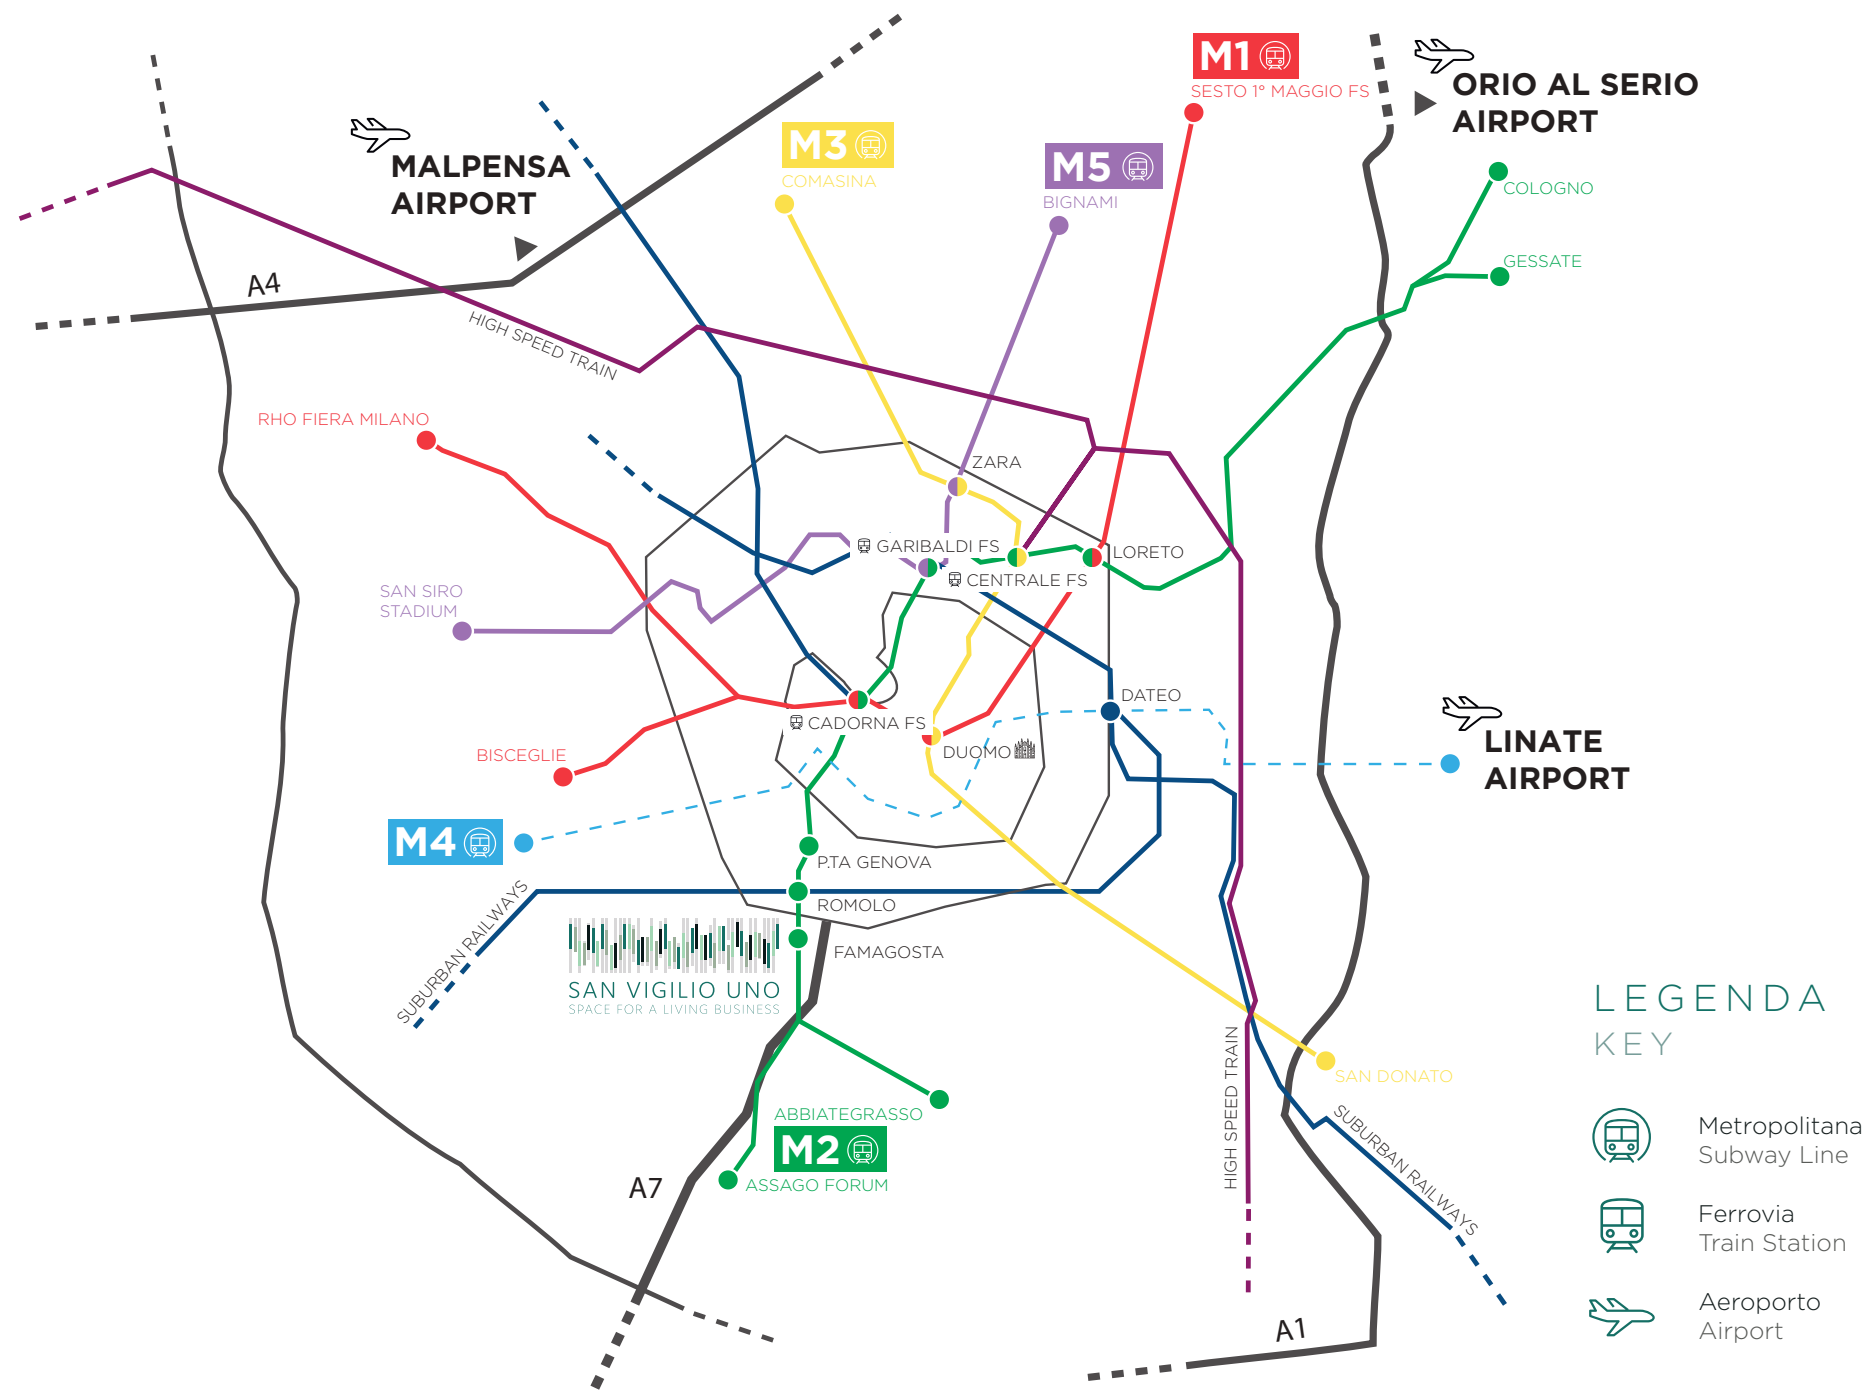 M1
SESTO 1° MAGGIO FS
ORIO AL SERIO
AIRPORT
M3
COMASINA
M5
BIGNAMI
MALPENSA
AIRPORT
COLOGNO
GESSATE
A4
HIGH SPEED TRAIN
RHO FIERA MILANO
ZARA
GARIBALDI FS
LORETO
CENTRALE FS
SAN SIRO
STADIUM
DATEO
CADORNA FS
DUOMO
LINATE
AIRPORT
BISCEGLIE
M4
P.TA GENOVA
ROMOLO
SUBURBAN RAILWAYS
FAMAGOSTA
SAN VIGILIO UNO
SPACE FOR A LIVING BUSINESS
LEGENDA
KEY
SAN DONATO
HIGH SPEED TRAIN
SUBURBAN RAILWAYS
ABBIATEGRASSO
M2
ASSAGO FORUM
A7
Metropolitana
Subway Line
Ferrovia
Train Station
Aeroporto
Airport
A1